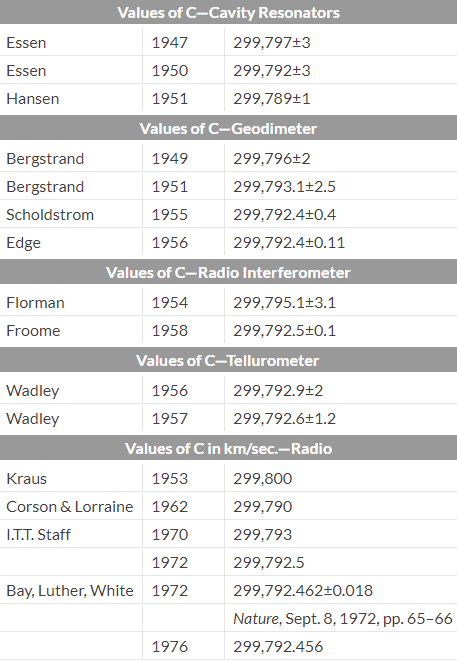 Values of C—Cavity Resonators
Essen 1947 299,797±3
Essen 1950 299,792±3
Hansen 1951 299,789±1
Values of C—Geodimeter
Bergstrand 1949 299,796±2
Bergstrand 1951 299,793.1±2.5
Scholdstrom 1955 299,792.4±0.4
Edge 1956 299,792.4±0.11
Values of C—Radio Interferometer
Florman 1954 299,795.1±3.1
Froome 1958 299,792.5±0.1
Values of C—Tellurometer
Wadley 1956 299,792.9±2
Wadley 1957 299,792.6±1.2
Values of C in km/sec.—Radio
Kraus 1953 299,800
Corson & Lorraine 1962 299,790
I.T.T. Staff 1970 299,793
1972 299,792.5
Bay, Luther, White 1972 299,792.462±0.018
Nature, Sept. 8, 1972, pp. 65–66
1976 299,792.456